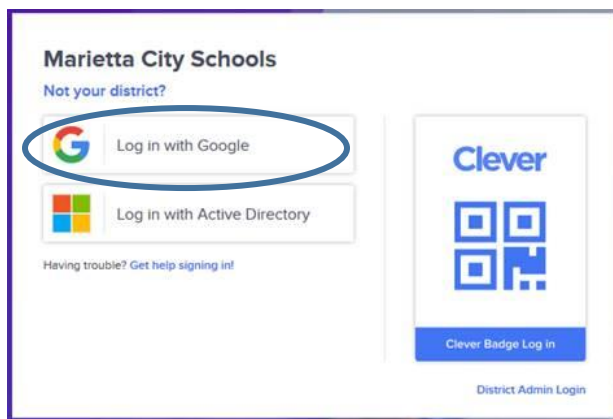 Marietta City Schools
Not your district?
Log in with Google
Log in with Active Directory
Having trouble? Get help signing in!
Clever
Clever Badge Log in
District Admin Login